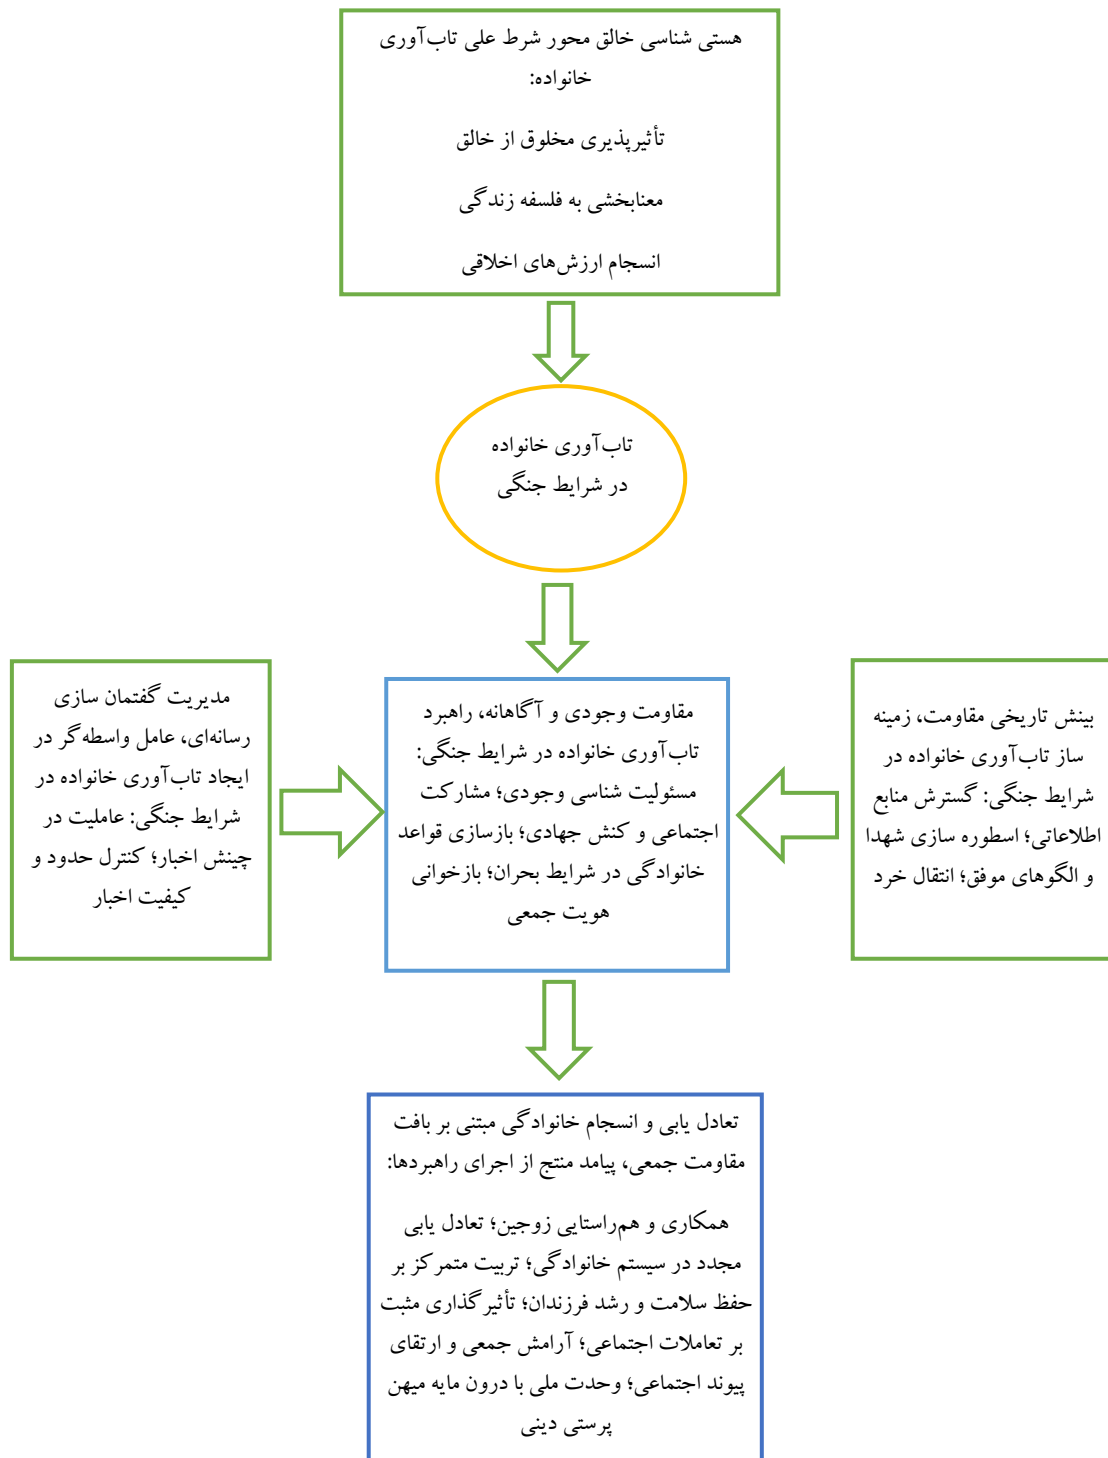 هستی شناسی خالق محور شرط علی تاب‌آوری
خانواده:
تأثیرپذیری مخلوق از خالق
معنابخشی به فلسفه زندگی
انسجام ارزش‌های اخلاقی
تاب‌آوری خانواده
در شرایط جنگی
بینش تاریخی مقاومت، زمینه
ساز تاب‌آوری خانواده در
شرایط جنگی: گسترش منابع
اطلاعاتی؛ اسطوره سازی شهدا
و الگوهای موفق؛ انتقال خرد
مقاومت وجودی و آگاهانه، راهبرد
تاب‌آوری خانواده در شرایط جنگی:
مسئولیت شناسی وجودی؛ مشارکت
اجتماعی و کنش جهادی؛ بازسازی قواعد
خانوادگی در شرایط بحران؛ بازخوانی
هویت جمعی
مدیریت گفتمان سازی
رسانه‌ای، عامل واسطه‌گر در
ایجاد تاب‌آوری خانواده در
شرایط جنگی: عاملیت در
چینش اخبار؛ کنترل حدود و
کیفیت اخبار
تعادل یابی و انسجام خانوادگی مبتنی بر بافت
مقاومت جمعی، پیامد منتج از اجرای راهبردها:
همکاری و هم‌راستایی زوجین؛ تعادل یابی
مجدد در سیستم خانوادگی؛ تربیت متمرکز بر
حفظ سلامت و رشد فرزندان؛ تأثیرگذاری مثبت
بر تعاملات اجتماعی؛ آرامش جمعی و ارتقای
پیوند اجتماعی؛ وحدت ملی با درون مایه میهن
پرستی دینی